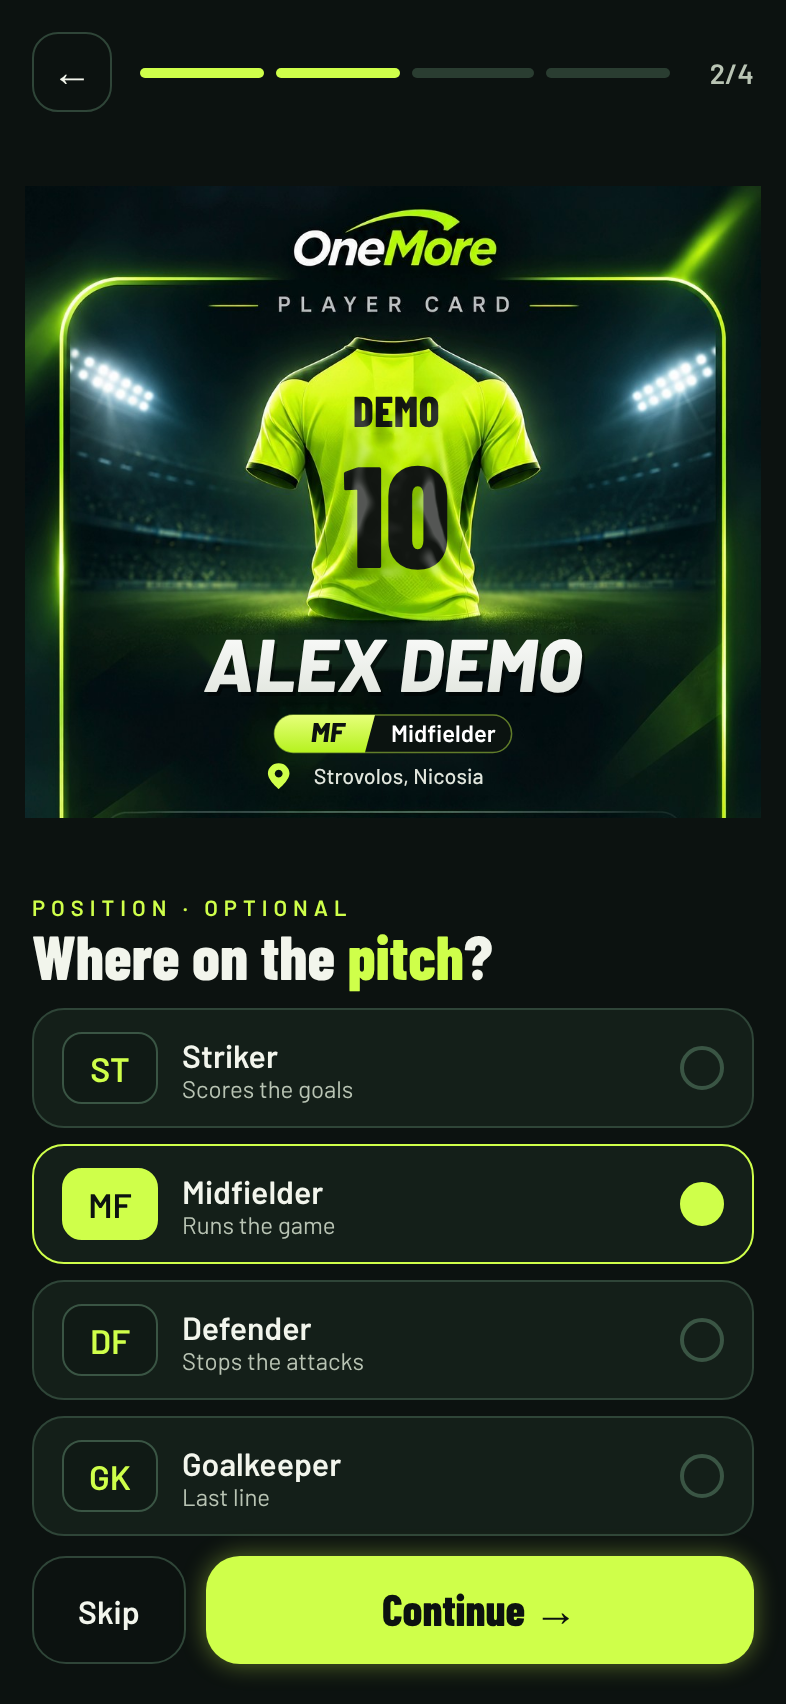 ←
2/4
OneMore
PLAYER CARD
DEMO
10
ALEX DEMO
MF Midfielder
Strovolos, Nicosia
POSITION · OPTIONAL
Where on the pitch?
ST
Striker
Scores the goals
MF
Midfielder
Runs the game
DF
Defender
Stops the attacks
GK
Goalkeeper
Last line
Skip
Continue →